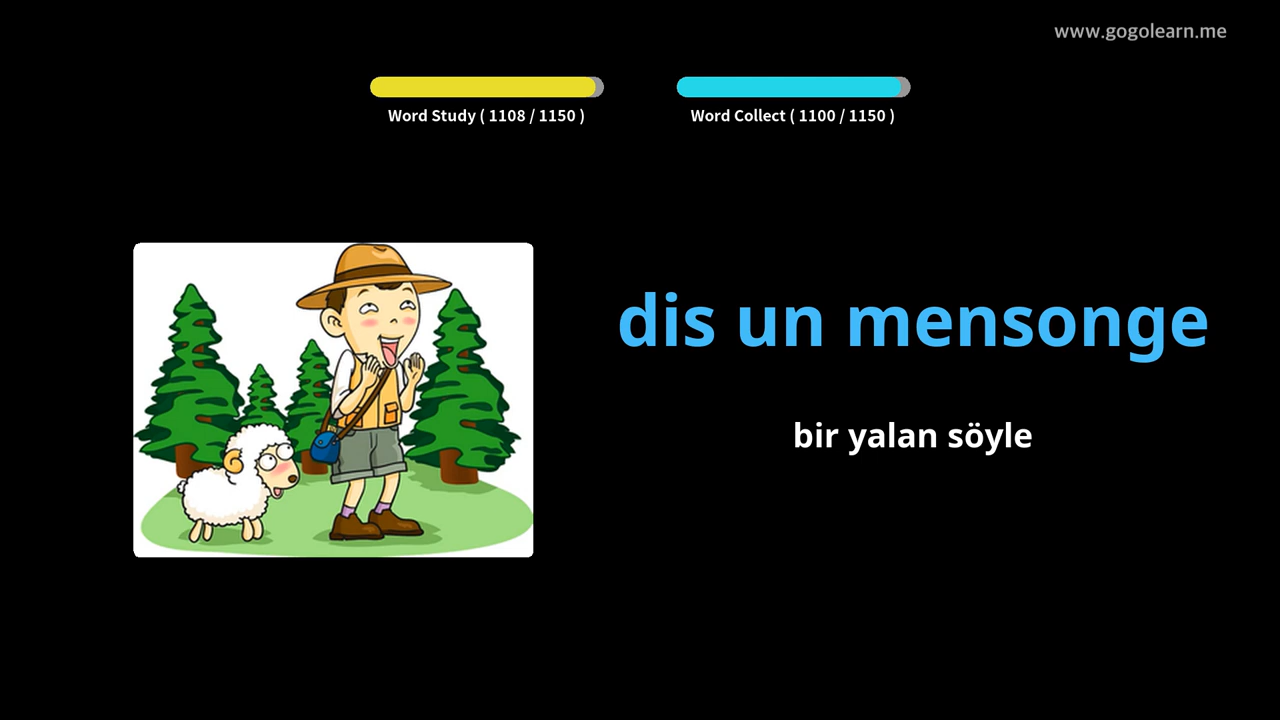 www.gogolearn.me
Word Study ( 1108 / 1150 )
Word Collect ( 1100 / 1150 )
dis un mensonge
bir yalan söyle